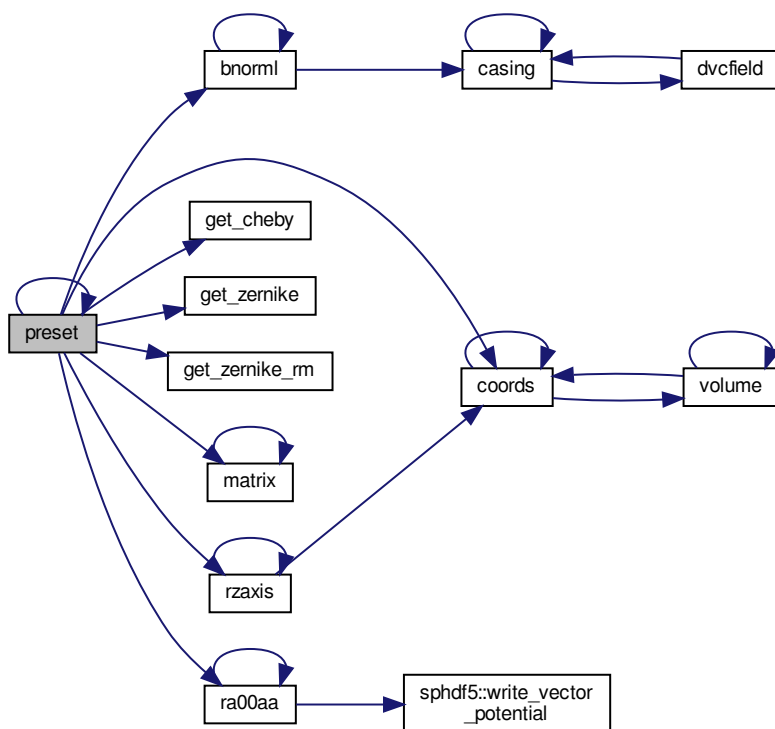 bnorml
casing
dvcfield
get_cheby
get_zernike
preset
get_zernike_rm
coords
volume
matrix
rzaxis
ra00aa
sphdf5::write_vector
_potential